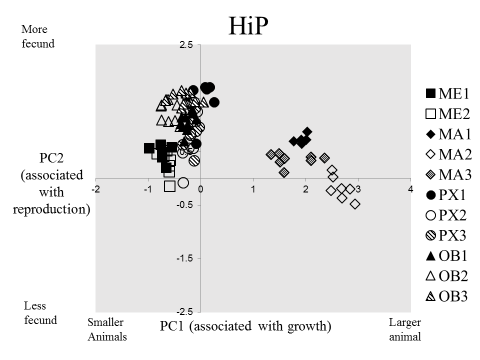 HiP
More
fecund
2.5
ME1
ME2
MA1
MA2
MA3
PX1
PX2
PX3
OB1
OB2
OB3
1.5
PC2
(associated
with
reproduction)
0.5
-2 -1 0 1 2 3 4
-0.5
-1.5
-2.5
Less
fecund
Smaller
Animals
PC1 (associated with growth)
Larger
animal